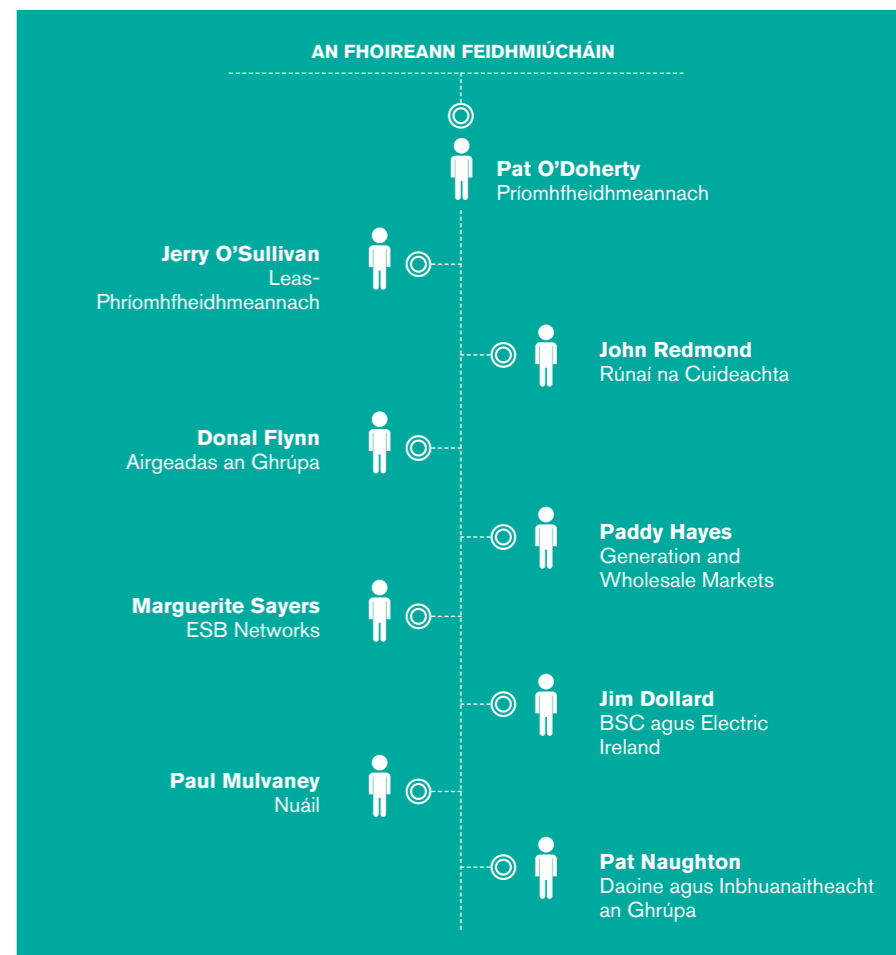 AN FHOIREANN FEIDHMIÚCHÁIN
Pat O’Doherty
Príomhfheidhmeannach
Jerry O’Sullivan
Leas-
Phríomhfheidhmeannach
John Redmond
Rúnaí na Cuideachta
Donal Flynn
Airgeadas an Ghrúpa
Paddy Hayes
Generation and
Wholesale Markets
Marguerite Sayers
ESB Networks
Jim Dollard
BSC agus Electric
Ireland
Paul Mulvaney
Nuáil
Pat Naughton
Daoine agus Inbhuanaitheacht
an Ghrúpa